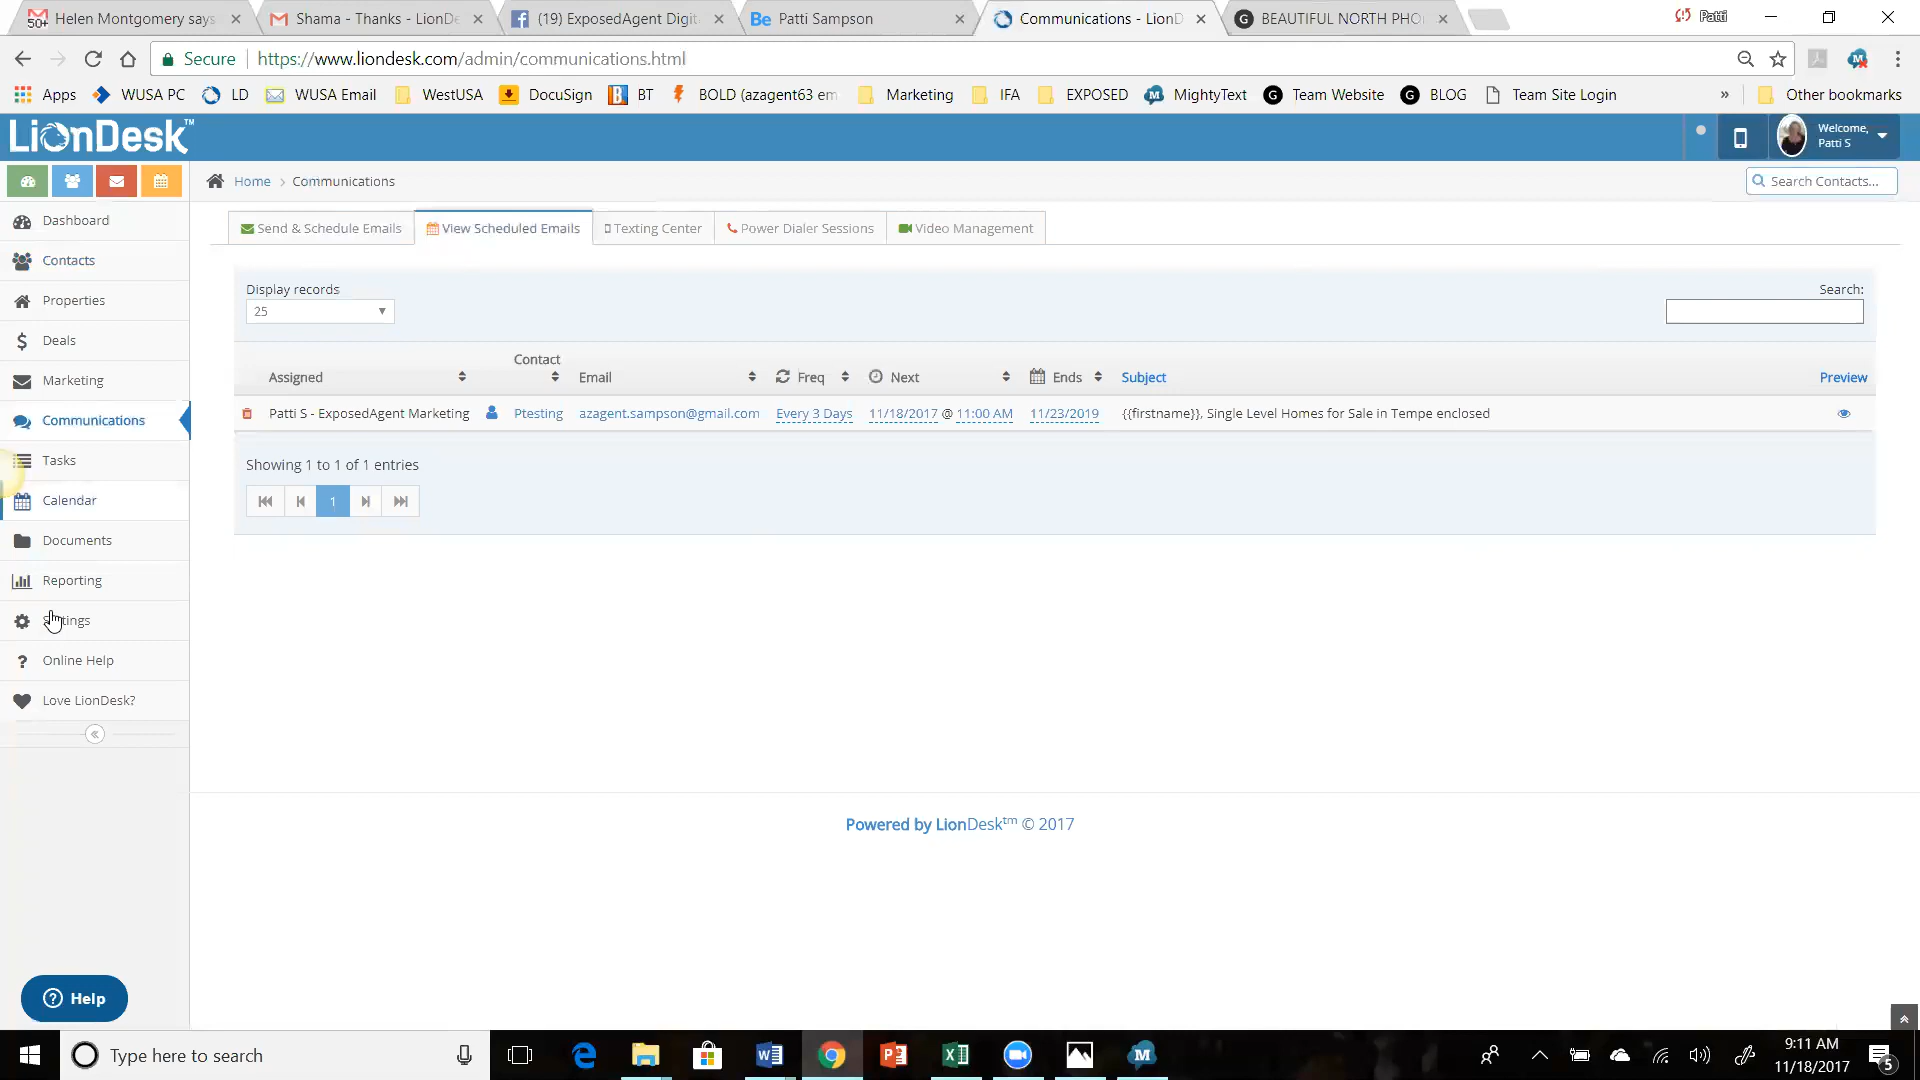 50+ Helen Montgomery says
Shama - Thanks - LionDe
(19) ExposedAgent Digit
Be Patti Sampson
Communications - LionD
G BEAUTIFUL NORTH PHO
Patti
Secure https://www.liondesk.com/admin/communications.html
Apps WUSA PC LD WUSA Email WestUSA DocuSign BT BOLD (azagent63 em Marketing IFA EXPOSED MightyText Team Website BLOG Team Site Login » Other bookmarks
LionDesk™
Welcome,
Patti S
Home > Communications
Search Contacts...
Dashboard
Contacts
Properties
Deals
Marketing
Communications
Tasks
Calendar
Documents
Reporting
Online Help
Love LionDesk?
Send & Schedule Emails
View Scheduled Emails
Texting Center
Power Dialer Sessions
Video Management
Display records
25
Search:
Assigned Contact Email Freq Next Ends Subject Preview
Patti S - ExposedAgent Marketing Ptesting azagent.sampson@gmail.com Every 3 Days 11/18/2017 @ 11:00 AM 11/23/2019 {{firstname}}, Single Level Homes for Sale in Tempe enclosed
Showing 1 to 1 of 1 entries
1
Powered by LionDesk™ © 2017
? Help
Type here to search
9:11 AM
11/18/2017
5